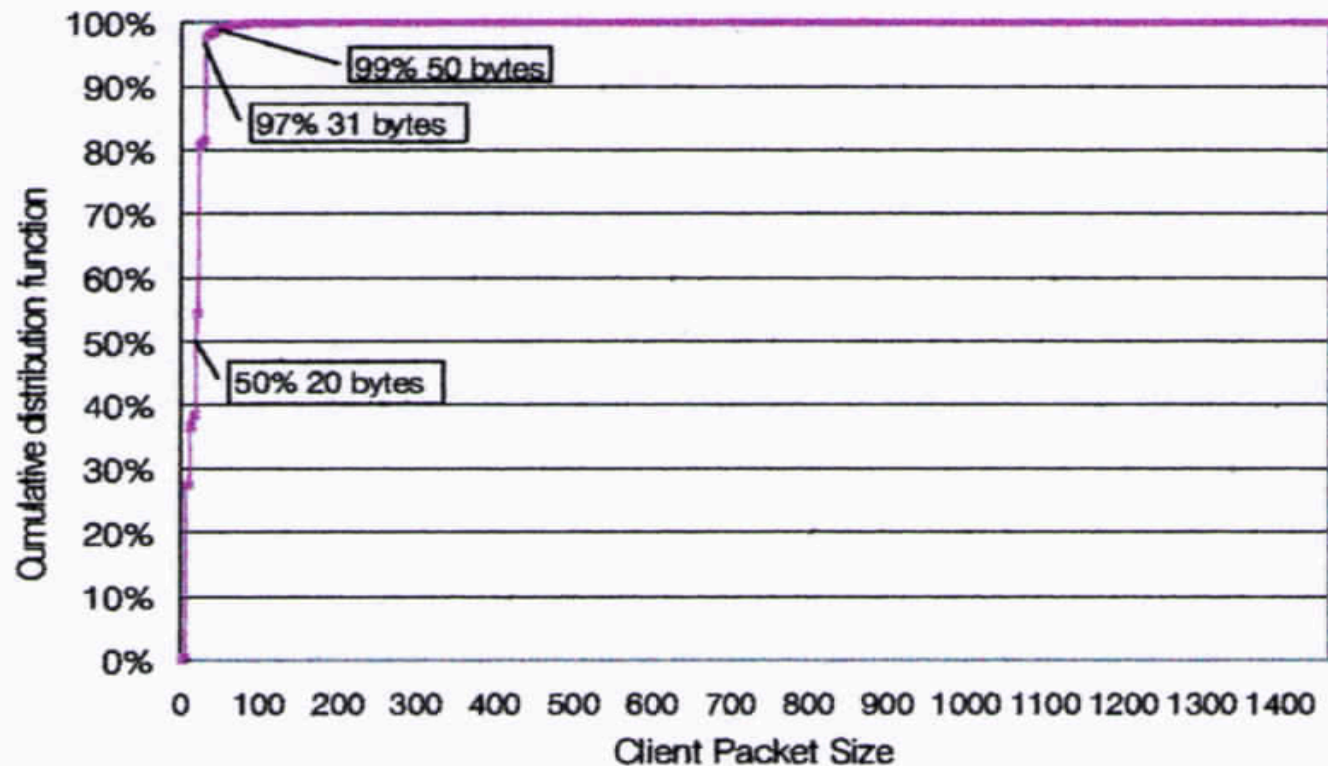 100%
90%
80%
70%
60%
50%
40%
30%
20%
10%
0%
99% 50 bytes
97% 31 bytes
50% 20 bytes
Cumulative distribution function
0 100 200 300 400 500 600 700 800 900 1000 1100 1200 1300 1400
Client Packet Size